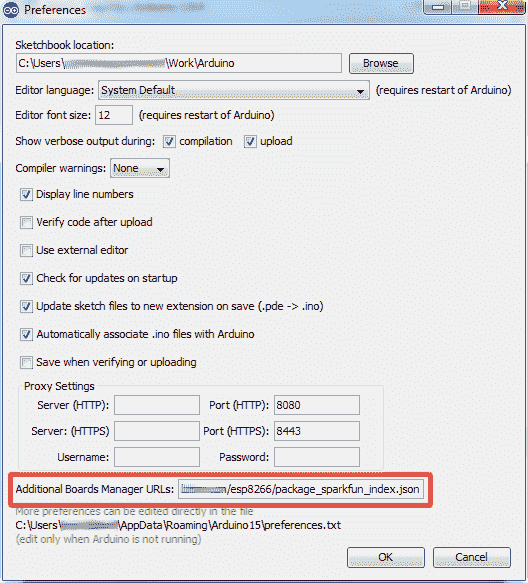 Preferences
Sketchbook location:
C:\Users\ \Work\Arduino Browse
Editor language: System Default (requires restart of Arduino)
Editor font size: 12 (requires restart of Arduino)
Show verbose output during: compilation upload
Compiler warnings: None
Display line numbers
Verify code after upload
Use external editor
Check for updates on startup
Update sketch files to new extension on save (.pde -> .ino)
Automatically associate .ino files with Arduino
Save when verifying or uploading
Proxy Settings
Server (HTTP): Port (HTTP): 8080
Server: (HTTPS) Port (HTTPS): 8443
Username: Password:
Additional Boards Manager URLs: /esp8266/package_sparkfun_index.json
More preferences can be edited directly in the file
C:\Users\ \AppData\Roaming\Arduino15\preferences.txt
(edit only when Arduino is not running)
OK Cancel